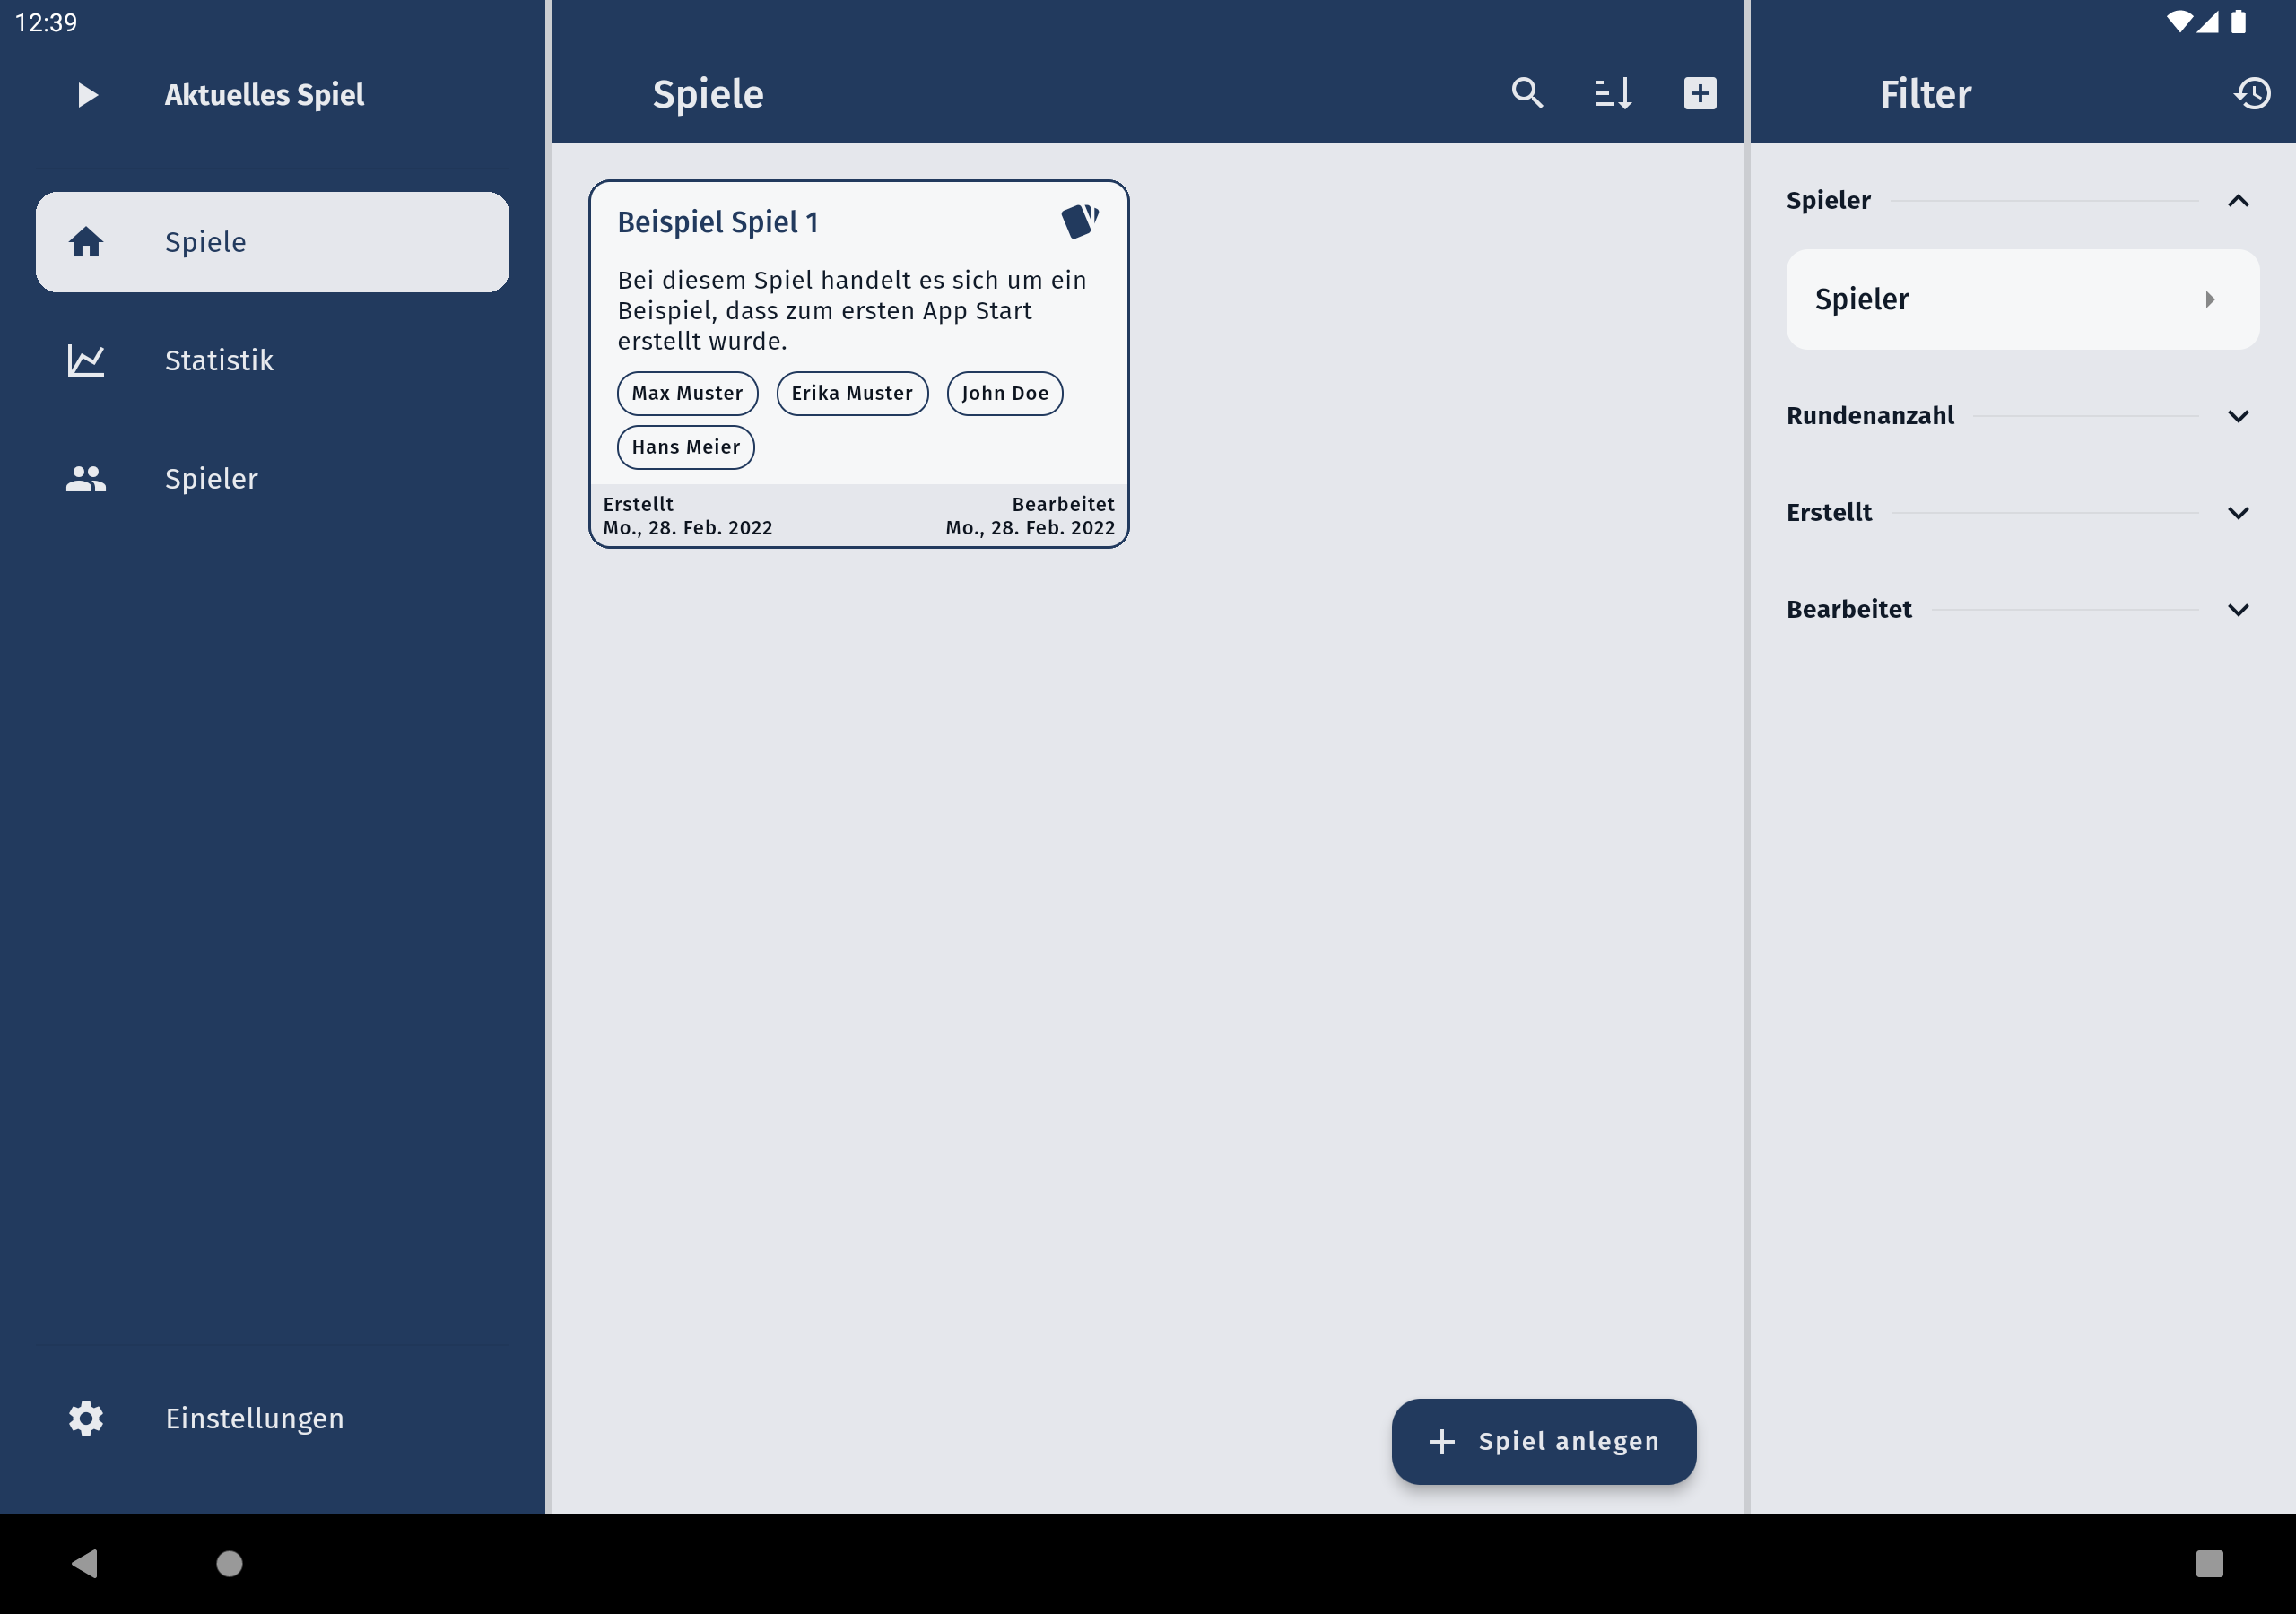 12:39
Aktuelles Spiel
Spiele
Statistik
Spieler
Einstellungen
Spiele
Beispiel Spiel 1
Bei diesem Spiel handelt es sich um ein
Beispiel, dass zum ersten App Start
erstellt wurde.
Max Muster Erika Muster John Doe
Hans Meier
Erstellt Bearbeitet
Mo., 28. Feb. 2022 Mo., 28. Feb. 2022
Spiel anlegen
Filter
Spieler
Spieler
Rundenanzahl
Erstellt
Bearbeitet